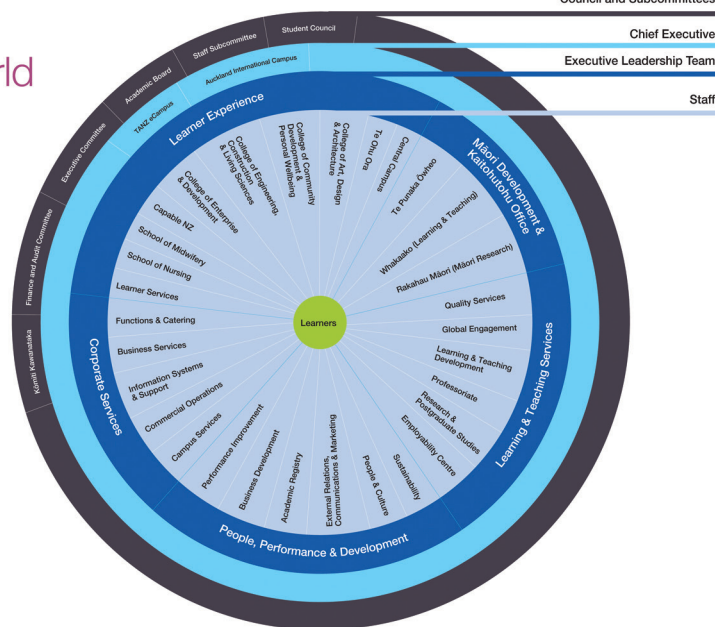 Council and Subcommittees
Chief Executive
Executive Leadership Team
Staff
Kōmiti Kawanataka
Finance and Audit Committee
Executive Committee
Academic Board
Staff Subcommittee
Student Council
TANZ eCampus
Auckland International Campus
Learner Experience
Māori Development &
Kaitohutohu Office
Learning & Teaching Services
People, Performance & Development
Corporate Services
Learner Services
School of Nursing
School of Midwifery
Capable NZ
College of Enterprise
& Development
College of Engineering,
Construction
& Living Sciences
College of Community
Development &
Personal Wellbeing
College of Art, Design
& Architecture
Te Ohu Ora
Central Campus
Te Punaka Ōwheo
Whakaako (Learning & Teaching)
Rakahau Māori (Māori Research)
Quality Services
Global Engagement
Learning & Teaching
Development
Professoriate
Research &
Postgraduate Studies
Employability Centre
Sustainability
People & Culture
External Relations,
Communications & Marketing
Academic Registry
Business Development
Performance Improvement
Campus Services
Commercial Operations
Information Systems
& Support
Business Services
Functions & Catering
Learners